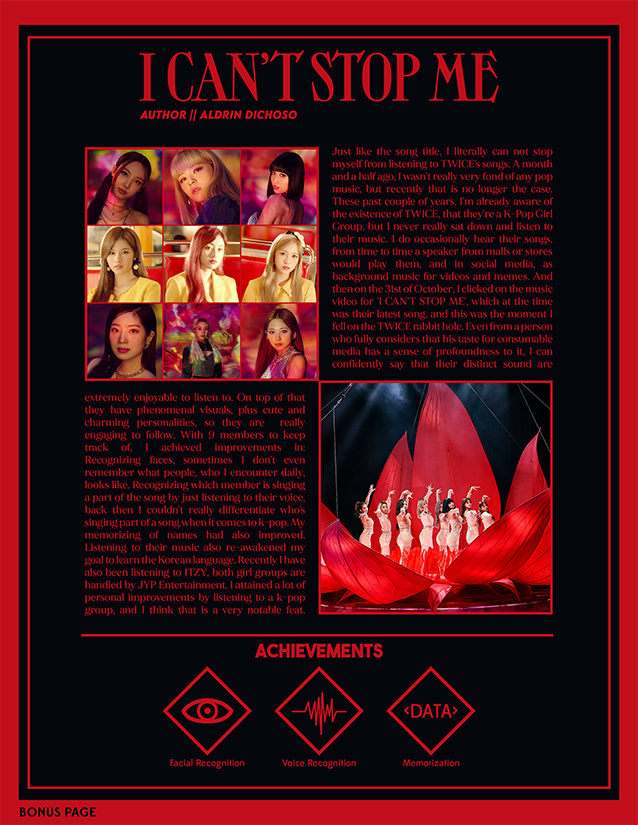 I CAN'T STOP ME
AUTHOR || ALDRIN DICHOSO
Just like the song title, I literally can not stop
myself from listening to TWICE's songs. A month
and a half ago, I wasn't really very fond of any pop
music, but recently that is no longer the case.
These past couple of years, I'm already aware of
the existence of TWICE, that they're a K-Pop Girl
Group, but I never really sat down and listen to
their music, I do occasionally hear their songs,
from time to time a speaker from malls or stores
would play them, and in social media, as
background music for videos and memes. And
then on the 31st of October, I clicked on the music
video for 'I CAN'T STOP ME', which at the time
was their latest song, and this was the moment I
fell on the TWICE rabbit hole. Even from a person
who fully considers that his taste for consumable
media has a sense of profoundness to it, I can
confidently say that their distinct sound are
extremely enjoyable to listen to. On top of that
they have phenomenal visuals, plus cute and
charming personalities, so they are really
engaging to follow. With 9 members to keep
track of, I achieved improvements in:
Recognizing faces, sometimes I don't even
remember what people, who I encounter daily,
looks like. Recognizing which member is singing
a part of the song by just listening to their voice,
back then I couldn't really differentiate who's
singing part of a song when it comes to k-pop. My
memorizing of names had also improved.
Listening to their music also re-awakened my
goal to learn the Korean language. Recently I have
also been listening to ITZY, both girl groups are
handled by JYP Entertainment. I attained a lot of
personal improvements by listening to a k-pop
group, and I think that is a very notable feat.
ACHIEVEMENTS
<DATA>
Facial Recognition
Voice Recognition
Memorization
BONUS PAGE